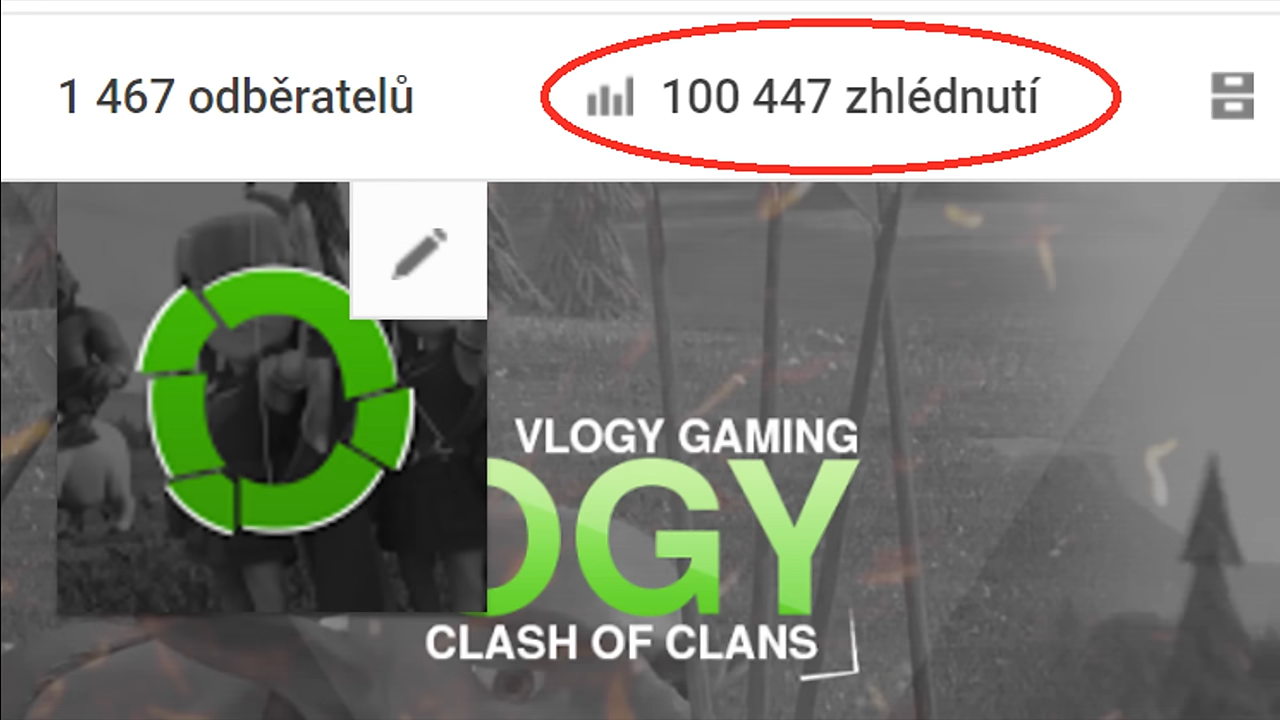 1 467 odběratelů
100 447 zhlédnutí
VLOGY GAMING
OGY
CLASH OF CLANS